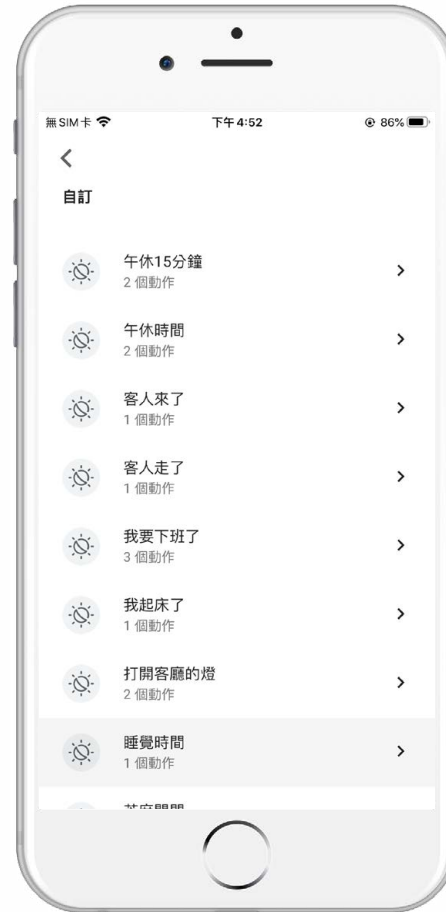 無SIM卡 下午4:52 86%
自訂
午休15分鐘
2 個動作
午休時間
2 個動作
客人來了
1 個動作
客人走了
1 個動作
我要下班了
3 個動作
我起床了
1 個動作
打開客廳的燈
2 個動作
睡覺時間
1 個動作